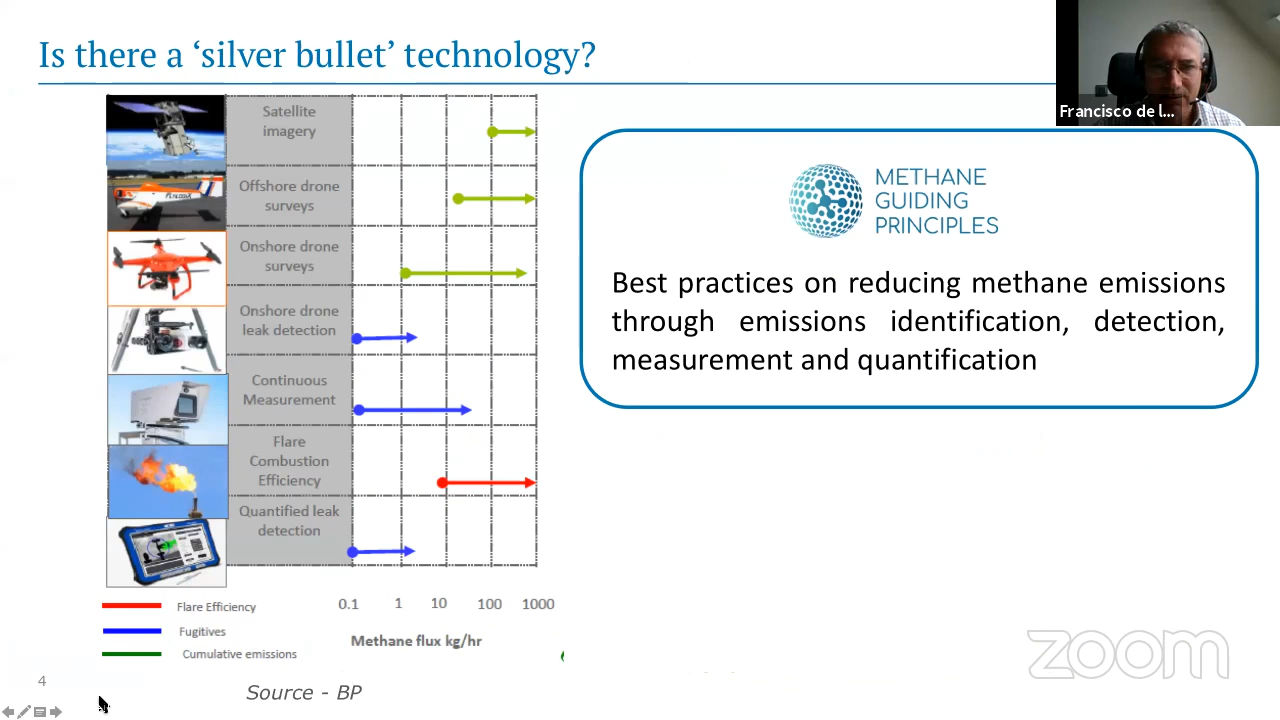 Is there a ‘silver bullet’ technology?
Francisco de l...
Satellite
imagery
Offshore drone
surveys
Onshore drone
surveys
Onshore drone
leak detection
Continuous
Measurement
Flare
Combustion
Efficiency
Quantified leak
detection
0.1 1 10 100 1000
Methane flux kg/hr
Flare Efficiency
Fugitives
Cumulative emissions
METHANE
GUIDING
PRINCIPLES
Best practices on reducing methane emissions
through emissions identification, detection,
measurement and quantification
4
Source - BP
zoom